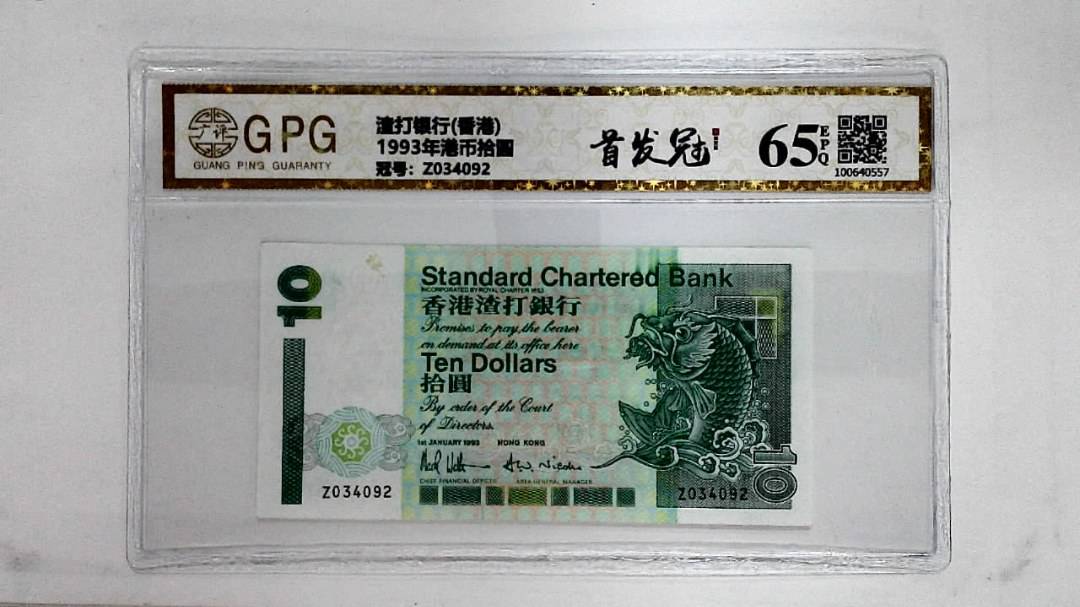 广评
GPG
GUANG PING GUARANTY
渣打银行(香港)
1993年港币拾圆
冠号: Z034092
首发冠
65
EPQ
100640557
10
Standard Chartered Bank
INCORPORATED BY ROYAL CHARTER 1853
香港渣打銀行
Promises to pay the bearer
on demand at its office here
Ten Dollars
拾圓
By order of the Court
of Directors
1st JANUARY 1993 HONG KONG
CHIEF FINANCIAL OFFICER AREA GENERAL MANAGER
Z034092
Z034092
10